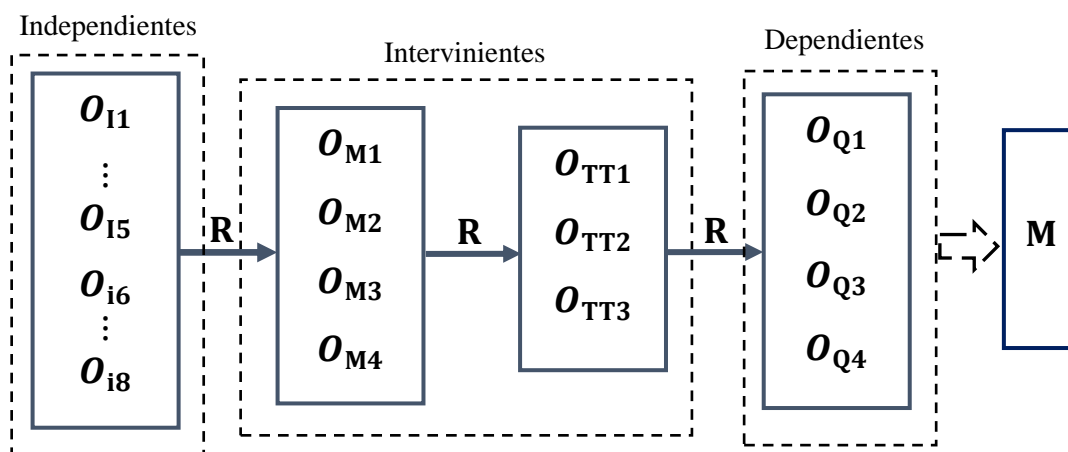 Independientes
O_I1
⋮
O_I5
O_i6
⋮
O_i8
R
Intervinientes
O_M1
O_M2
O_M3
O_M4
R
O_TT1
O_TT2
O_TT3
R
Dependientes
O_Q1
O_Q2
O_Q3
O_Q4
M